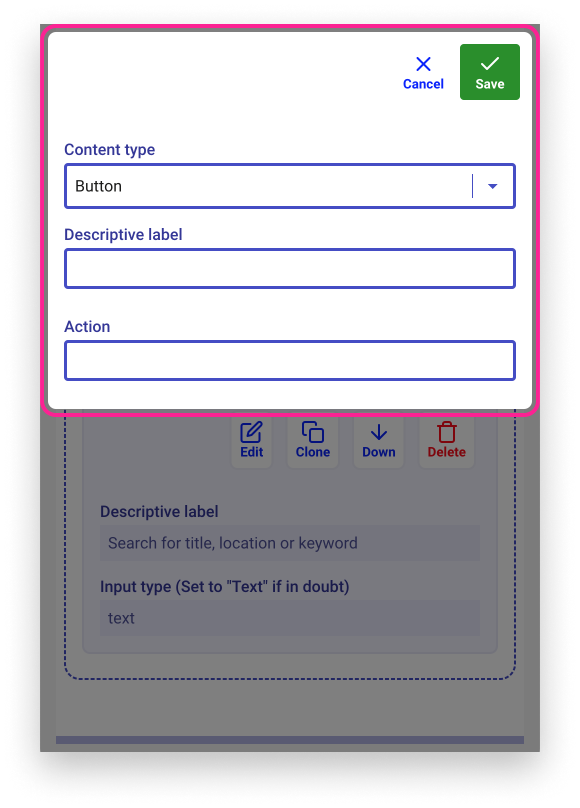 Cancel
Save
Content type
Button
Descriptive label
Action
Edit
Clone
Down
Delete
Descriptive label
Search for title, location or keyword
Input type (Set to "Text" if in doubt)
text